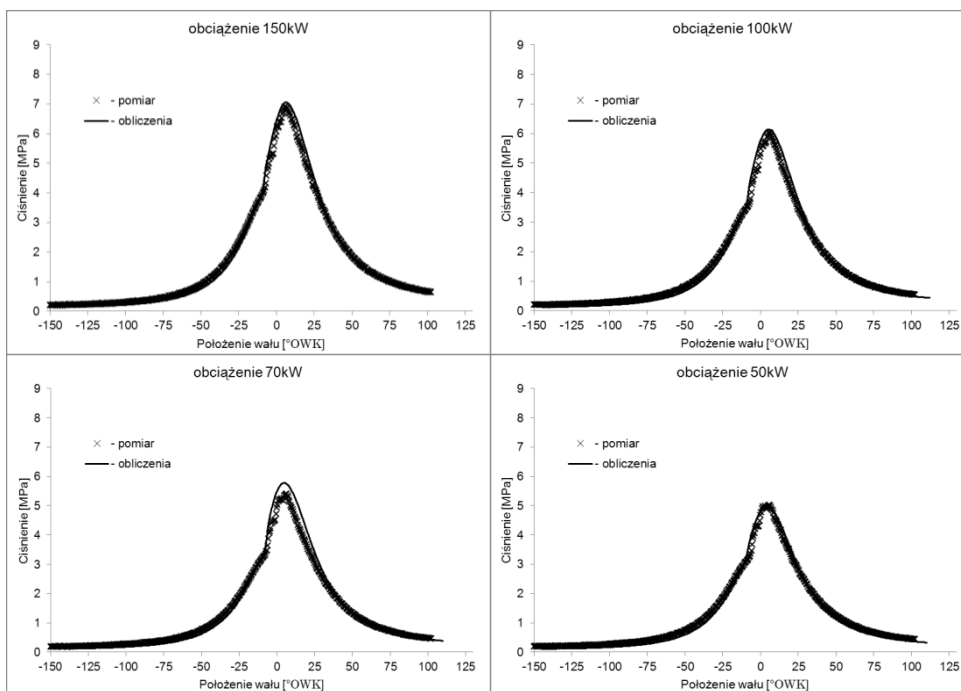 obciążenie 150kW
9
8
7
6
5
4
3
2
1
0
Ciśnienie [MPa]
× - pomiar
- obliczenia
-150 -125 -100 -75 -50 -25 0 25 50 75 100 125
Położenie wału [°OWK]
obciążenie 100kW
9
8
7
6
5
4
3
2
1
0
Ciśnienie [MPa]
× - pomiar
- obliczenia
-150 -125 -100 -75 -50 -25 0 25 50 75 100 125
Położenie wału [°OWK]
obciążenie 70kW
9
8
7
6
5
4
3
2
1
0
Ciśnienie [MPa]
× - pomiar
- obliczenia
-150 -125 -100 -75 -50 -25 0 25 50 75 100 125
Położenie wału [°OWK]
obciążenie 50kW
9
8
7
6
5
4
3
2
1
0
Ciśnienie [MPa]
× - pomiar
- obliczenia
-150 -125 -100 -75 -50 -25 0 25 50 75 100 125
Położenie wału [°OWK]